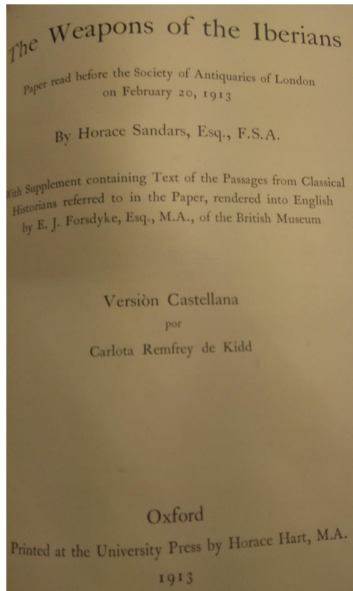 The Weapons of the Iberians
Paper read before the Society of Antiquaries of London
on February 20, 1913
By Horace Sandars, Esq., F.S.A.
With Supplement containing Text of the Passages from Classical
Historians referred to in the Paper, rendered into English
by E. J. Forsdyke, Esq., M.A., of the British Museum
Versiòn Castellana
por
Carlota Remfrey de Kidd
Oxford
Printed at the University Press by Horace Hart, M.A.
1913